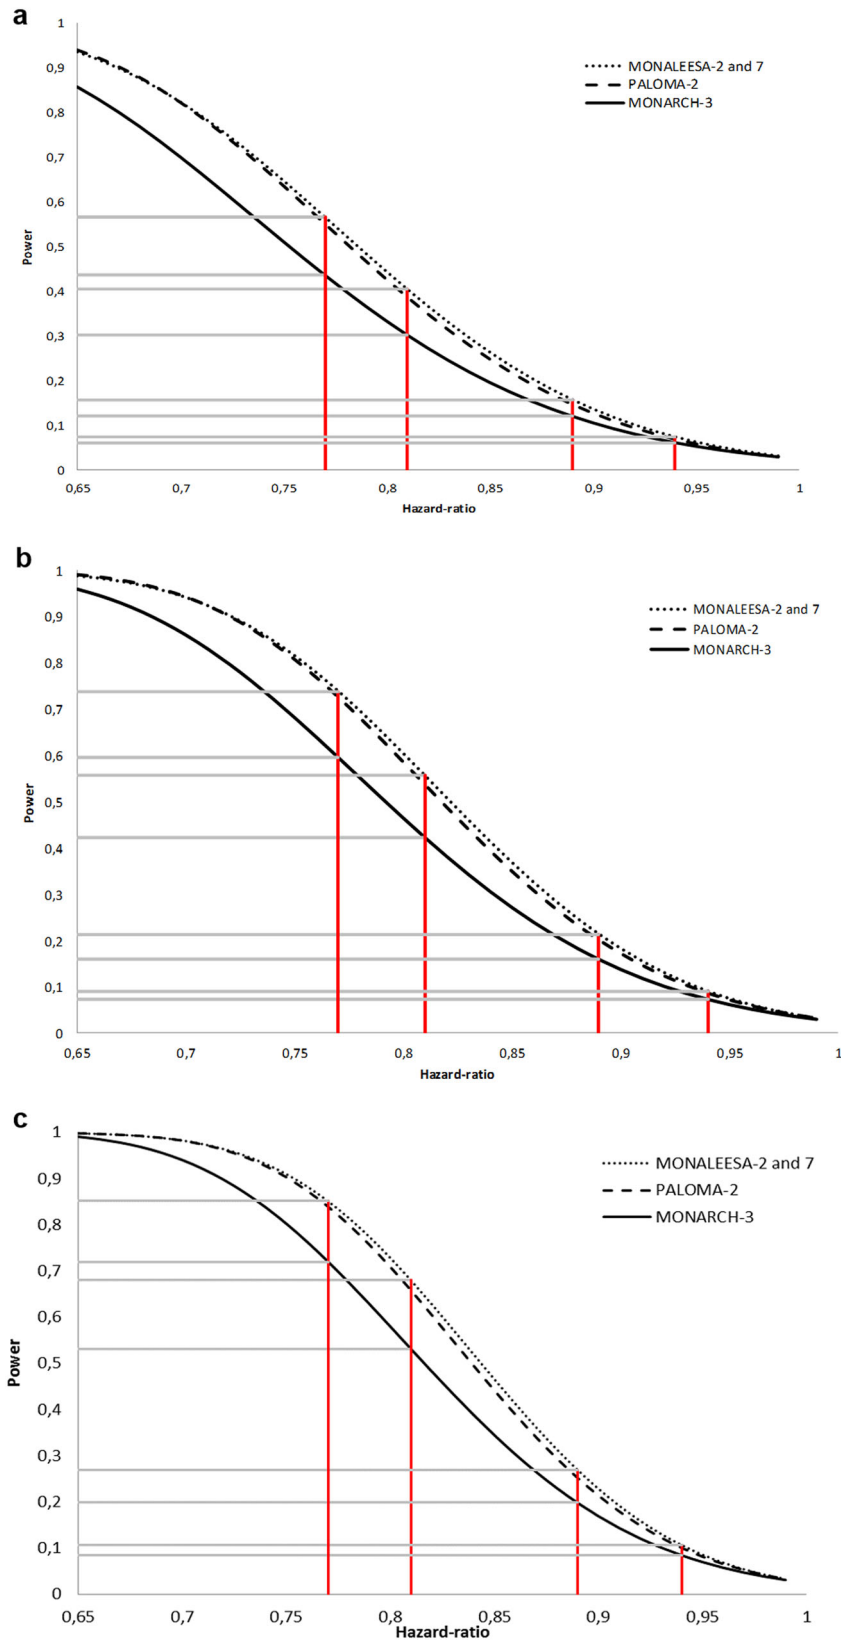 a
1
0,9
0,8
0,7
0,6
0,5
0,4
0,3
0,2
0,1
0
Power
MONALEESA-2 and 7
PALOMA-2
MONARCH-3
0,65 0,7 0,75 0,8 0,85 0,9 0,95 1
Hazard-ratio
b
1
0,9
0,8
0,7
0,6
0,5
0,4
0,3
0,2
0,1
0
Power
MONALEESA-2 and 7
PALOMA-2
MONARCH-3
0,65 0,7 0,75 0,8 0,85 0,9 0,95 1
Hazard-ratio
c
1
0,9
0,8
0,7
0,6
0,5
0,4
0,3
0,2
0,1
0
Power
MONALEESA-2 and 7
PALOMA-2
MONARCH-3
0,65 0,7 0,75 0,8 0,85 0,9 0,95 1
Hazard-ratio